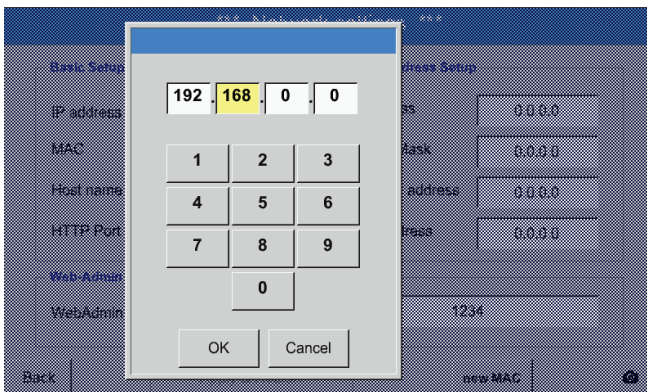 *** Network settings ***
Basic Setup
192 . 168 . 0 . 0
IP address
0.0.0.0
MAC
Mask
0.0.0.0
1 2 3
Host name
address
0.0.0.0
4 5 6
HTTP Port
0.0.0.0
7 8 9
0
Web-Admin
WebAdmin
1234
OK Cancel
Back
new MAC